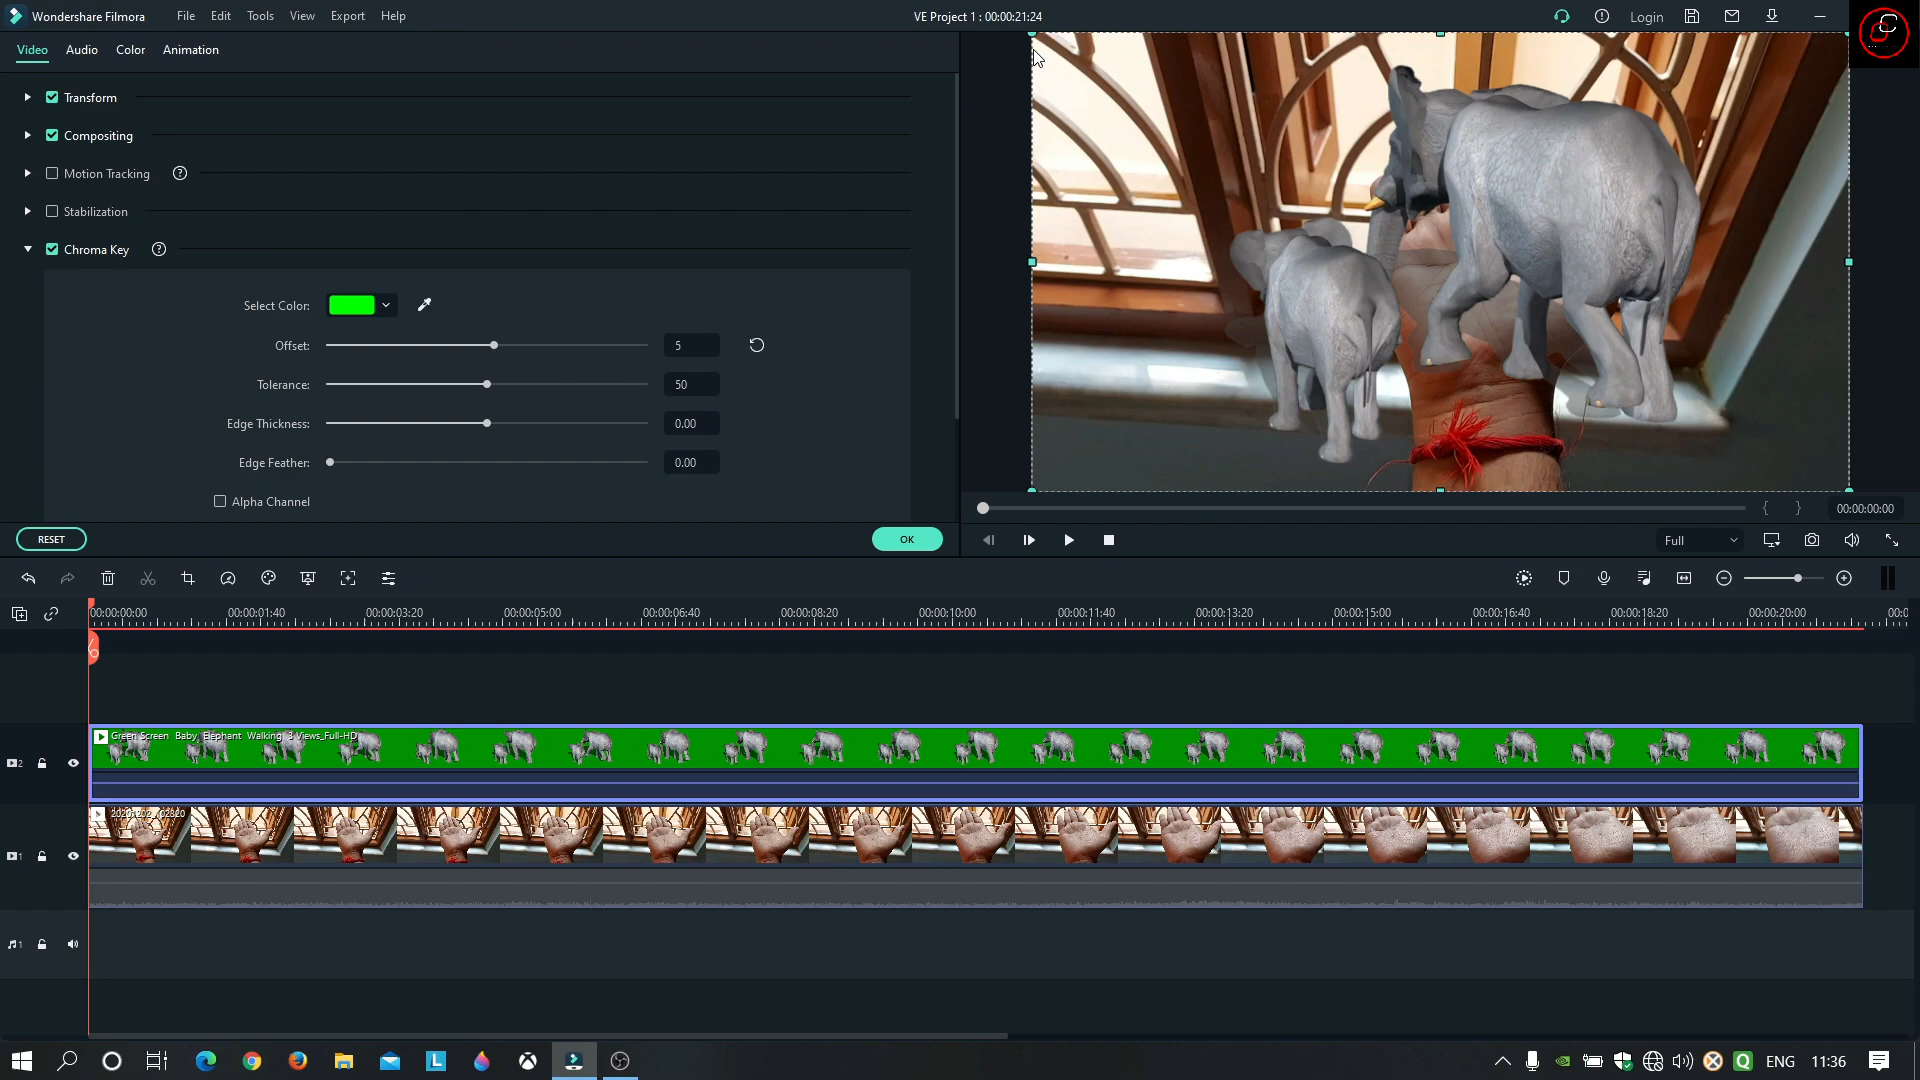 Wondershare Filmora File Edit Tools View Export Help VE Project 1 : 00:00:21:24 Login
Video Audio Color Animation
Transform
Compositing
Motion Tracking ?
Stabilization
Chroma Key ?
Select Color:
Offset: 5
Tolerance: 50
Edge Thickness: 0.00
Edge Feather: 0.00
Alpha Channel
{ } 00:00:00:00
RESET OK
Full
00:00:00:00 00:00:01:40 00:00:03:20 00:00:05:00 00:00:06:40 00:00:08:20 00:00:10:00 00:00:11:40 00:00:13:20 00:00:15:00 00:00:16:40 00:00:18:20 00:00:20:00 00:0
Green Screen Baby Elephant Walking 3 Views_Full-HD
2
1
1
L Q ENG 11:36